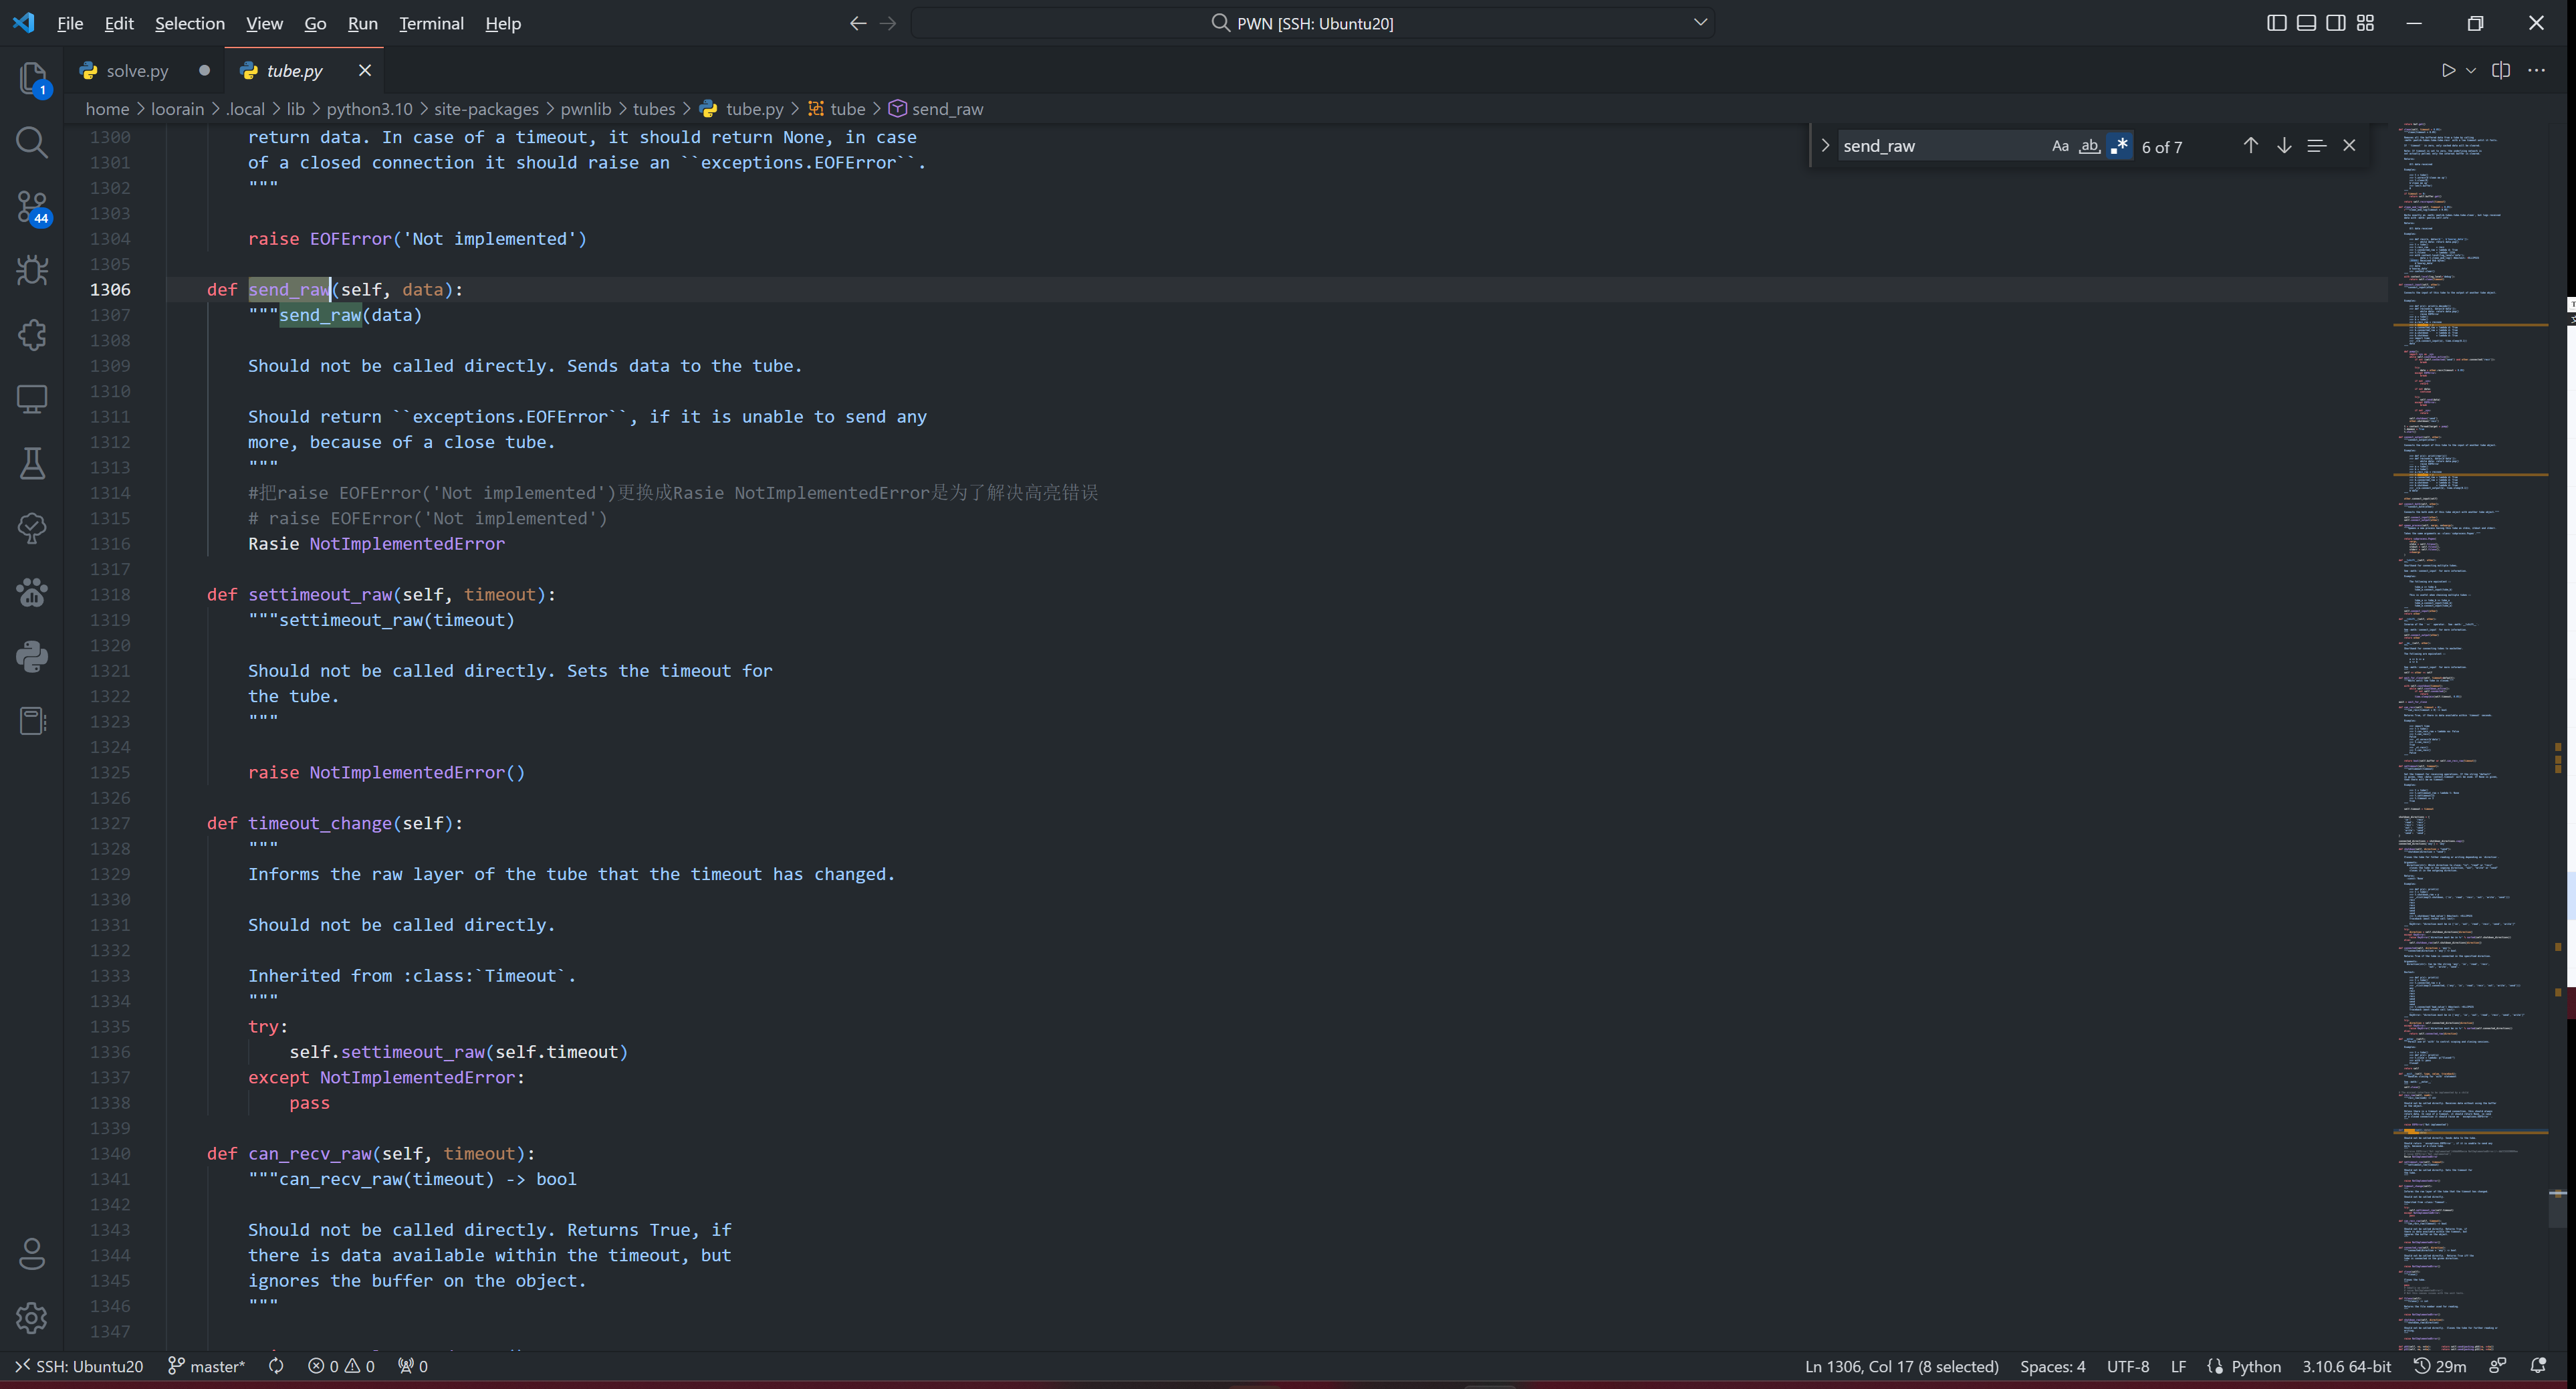 File Edit Selection View Go Run Terminal Help
PWN [SSH: Ubuntu20]
solve.py
tube.py
home > loorain > .local > lib > python3.10 > site-packages > pwnlib > tubes > tube.py > tube > send_raw
send_raw Aa ab .* 6 of 7
1
44
1300 return data. In case of a timeout, it should return None, in case
1301 of a closed connection it should raise an ``exceptions.EOFError``.
1302 """
1303
1304 raise EOFError('Not implemented')
1305
1306 def send_raw(self, data):
1307 """send_raw(data)
1308
1309 Should not be called directly. Sends data to the tube.
1310
1311 Should return ``exceptions.EOFError``, if it is unable to send any
1312 more, because of a close tube.
1313 """
1314 #把raise EOFError('Not implemented')更换成Rasie NotImplementedError是为了解决高亮错误
1315 # raise EOFError('Not implemented')
1316 Rasie NotImplementedError
1317
1318 def settimeout_raw(self, timeout):
1319 """settimeout_raw(timeout)
1320
1321 Should not be called directly. Sets the timeout for
1322 the tube.
1323 """
1324
1325 raise NotImplementedError()
1326
1327 def timeout_change(self):
1328 """
1329 Informs the raw layer of the tube that the timeout has changed.
1330
1331 Should not be called directly.
1332
1333 Inherited from :class:`Timeout`.
1334 """
1335 try:
1336 self.settimeout_raw(self.timeout)
1337 except NotImplementedError:
1338 pass
1339
1340 def can_recv_raw(self, timeout):
1341 """can_recv_raw(timeout) -> bool
1342
1343 Should not be called directly. Returns True, if
1344 there is data available within the timeout, but
1345 ignores the buffer on the object.
1346 """
1347
SSH: Ubuntu20 master* 0 0 0 Ln 1306, Col 17 (8 selected) Spaces: 4 UTF-8 LF Python 3.10.6 64-bit 29m